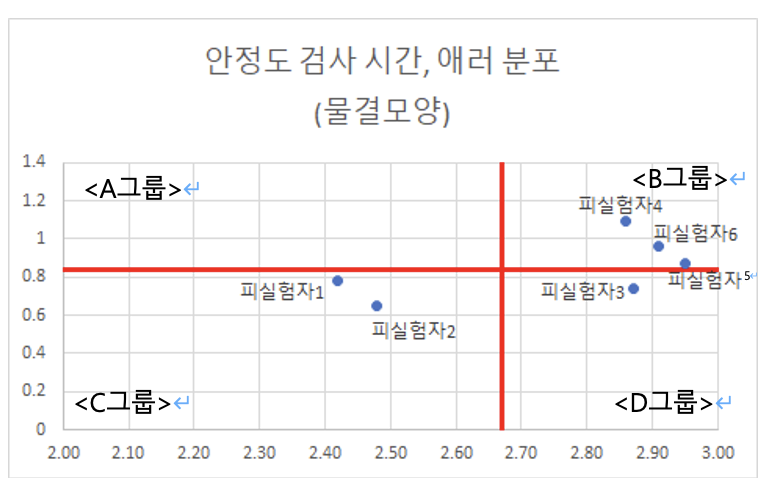 안정도 검사 시간, 애러 분포
(물결모양)
1.4
<A그룹>↵
<B그룹>↵
1.2
피실험자4
1
피실험자6
0.8
피실험자1
피실험자3
피실험자5↵
0.6
피실험자2
0.4
0.2
<C그룹>↵
<D그룹>↵
0
2.00 2.10 2.20 2.30 2.40 2.50 2.60 2.70 2.80 2.90 3.00